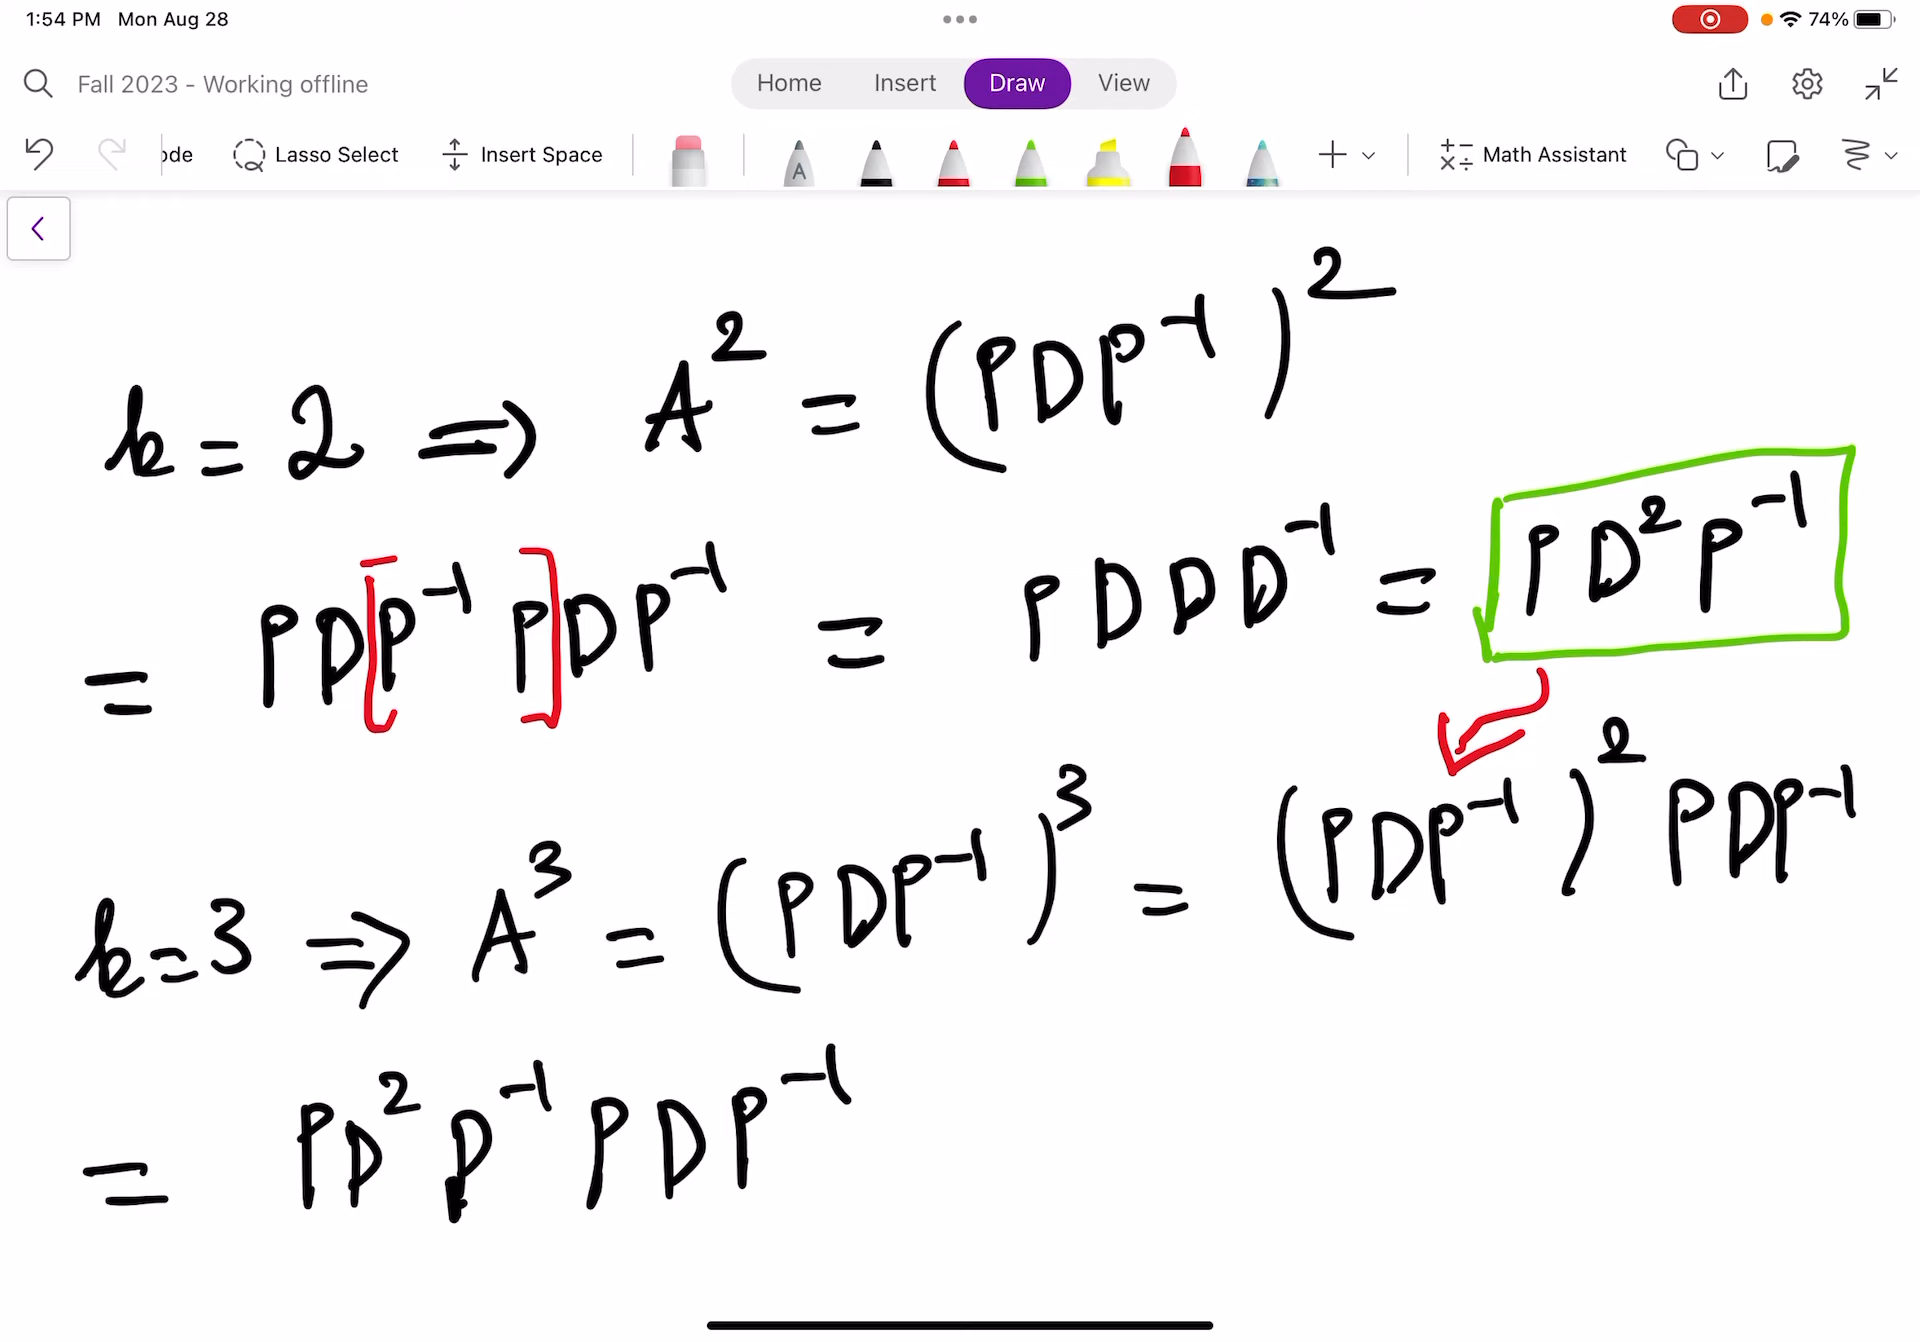 1:54 PM Mon Aug 28
74%
Fall 2023 - Working offline
Home Insert Draw View
ode Lasso Select Insert Space A Math Assistant
k = 2 ⇒ A² = (PDP⁻¹)²
= PD[P⁻¹ P]DP⁻¹ = PDDD⁻¹ = PD²P⁻¹
k=3 ⇒ A³ = (PDP⁻¹)³ = (PDP⁻¹)² PDP⁻¹
= PD²P⁻¹PDP⁻¹